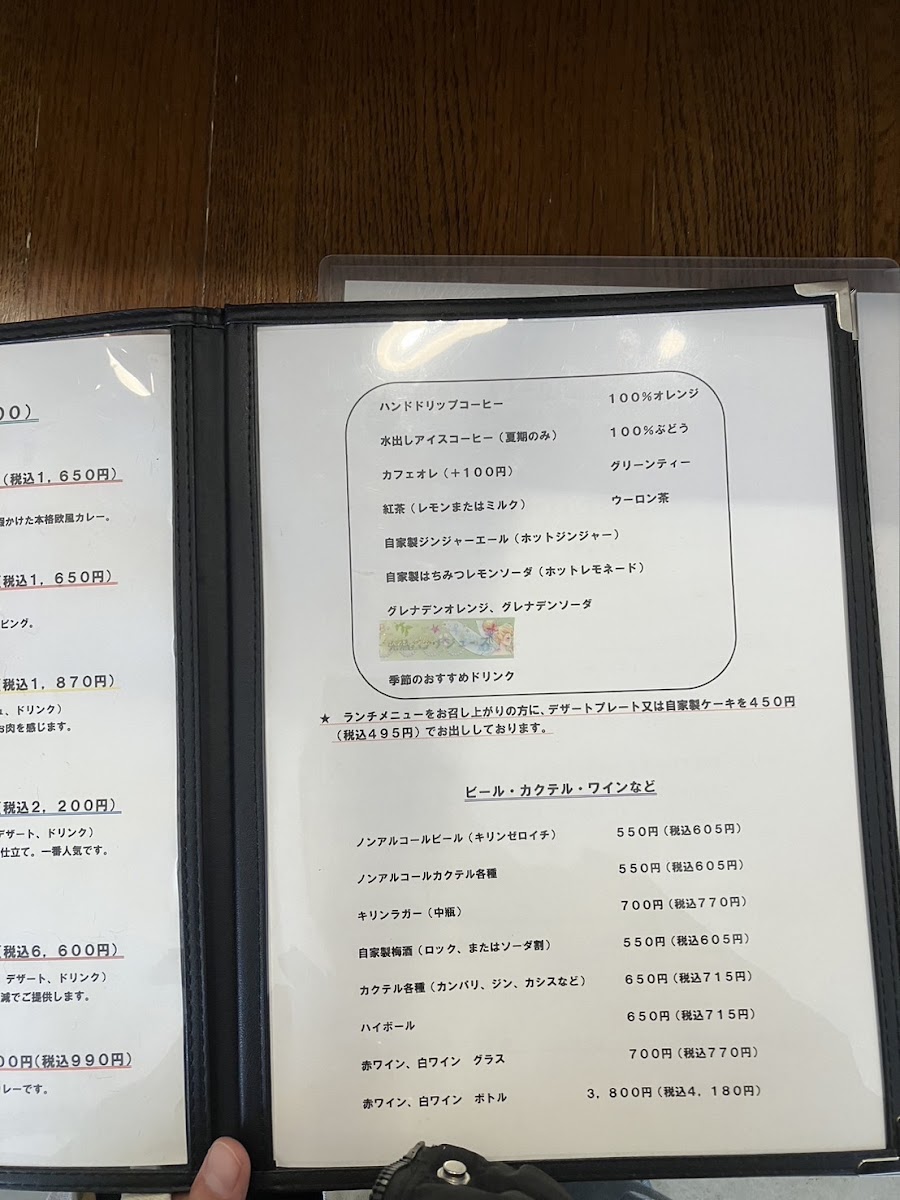 00)
(税込1,650円)
かけた本格欧風カレー。
(税込1,650円)
ピング。
(税込1,870円)
、ドリンク)
お肉を感じます。
(税込2,200円)
デザート、ドリンク)
仕立て。一番人気です。
(税込6,600円)
デザート、ドリンク)
減でご提供します。
00円(税込990円)
レーです。
ハンドドリップコーヒー 100%オレンジ
水出しアイスコーヒー(夏期のみ) 100%ぶどう
カフェオレ(+100円) グリーンティー
紅茶(レモンまたはミルク) ウーロン茶
自家製ジンジャーエール(ホットジンジャー)
自家製はちみつレモンソーダ(ホットレモネード)
グレナデンオレンジ、グレナデンソーダ
季節のおすすめドリンク
★ ランチメニューをお召し上がりの方に、デザートプレート又は自家製ケーキを450円
(税込495円)でお出ししております。
ビール・カクテル・ワインなど
ノンアルコールビール(キリンゼロイチ) 550円(税込605円)
ノンアルコールカクテル各種 550円(税込605円)
キリンラガー(中瓶) 700円(税込770円)
自家製梅酒(ロック、またはソーダ割) 550円(税込605円)
カクテル各種(カンパリ、ジン、カシスなど) 650円(税込715円)
ハイボール 650円(税込715円)
赤ワイン、白ワイン グラス 700円(税込770円)
赤ワイン、白ワイン ボトル 3,800円(税込4,180円)